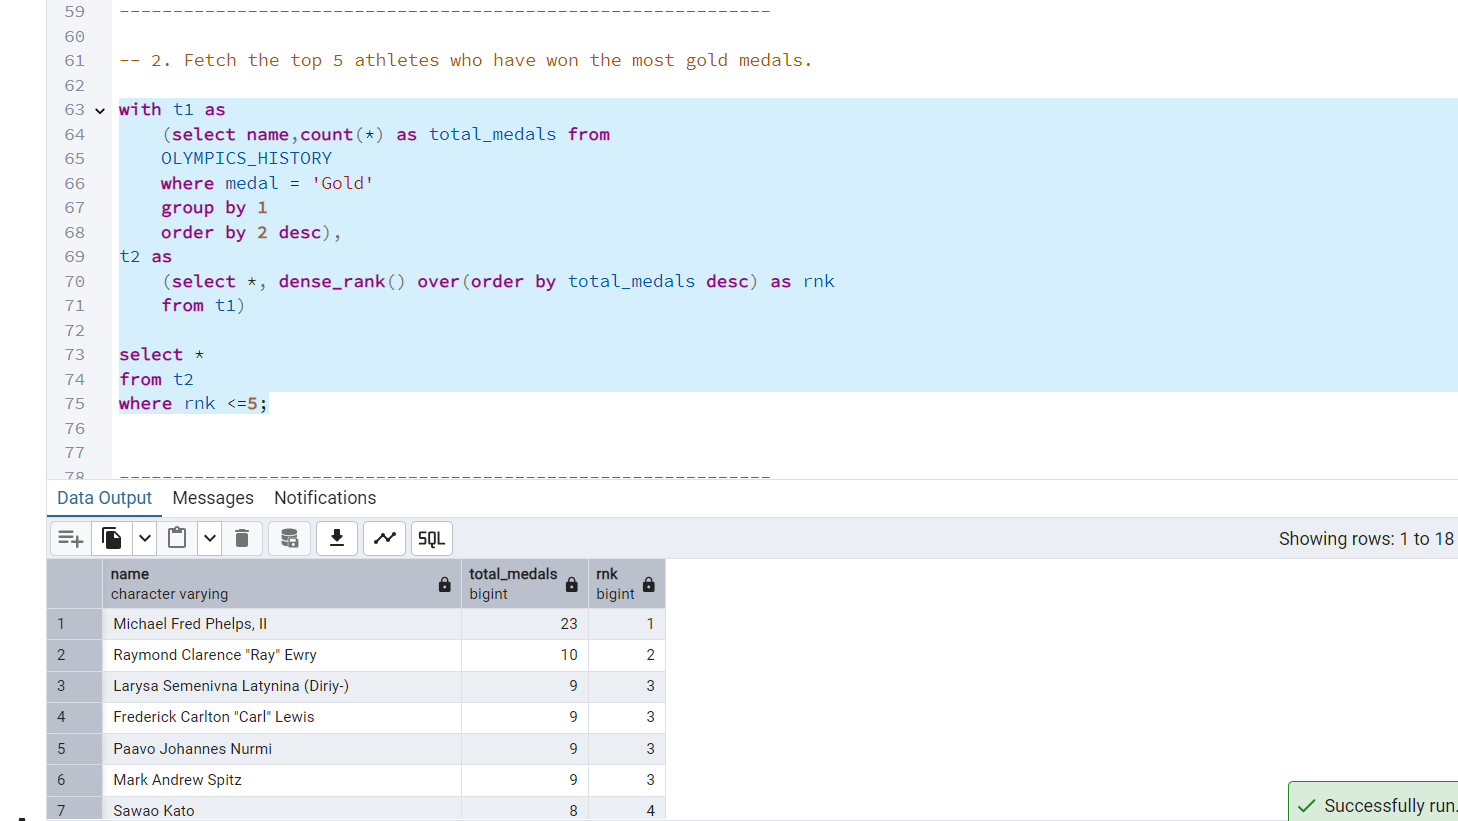 59 -------------------------------------------------------------
60
61 -- 2. Fetch the top 5 athletes who have won the most gold medals.
62
63 with t1 as
64 (select name,count(*) as total_medals from
65 OLYMPICS_HISTORY
66 where medal = 'Gold'
67 group by 1
68 order by 2 desc),
69 t2 as
70 (select *, dense_rank() over(order by total_medals desc) as rnk
71 from t1)
72
73 select *
74 from t2
75 where rnk <=5;
76
77
78 -------------------------------------------------------------
Data Output Messages Notifications
SQL Showing rows: 1 to 18
name total_medals rnk
character varying bigint bigint
1 Michael Fred Phelps, II 23 1
2 Raymond Clarence "Ray" Ewry 10 2
3 Larysa Semenivna Latynina (Diriy-) 9 3
4 Frederick Carlton "Carl" Lewis 9 3
5 Paavo Johannes Nurmi 9 3
6 Mark Andrew Spitz 9 3
7 Sawao Kato 8 4
Successfully run.